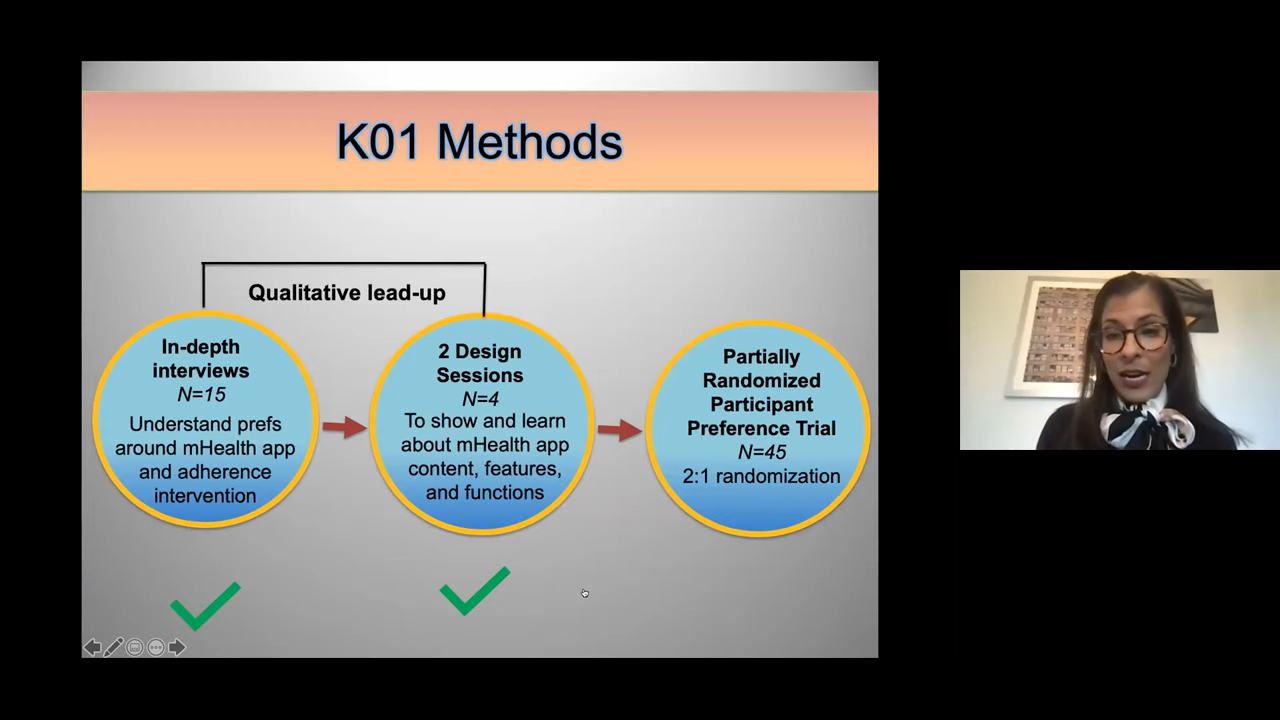 K01 Methods
Qualitative lead-up
In-depth
interviews
N=15
Understand prefs
around mHealth app
and adherence
intervention
2 Design
Sessions
N=4
To show and learn
about mHealth app
content, features,
and functions
Partially
Randomized
Participant
Preference Trial
N=45
2:1 randomization